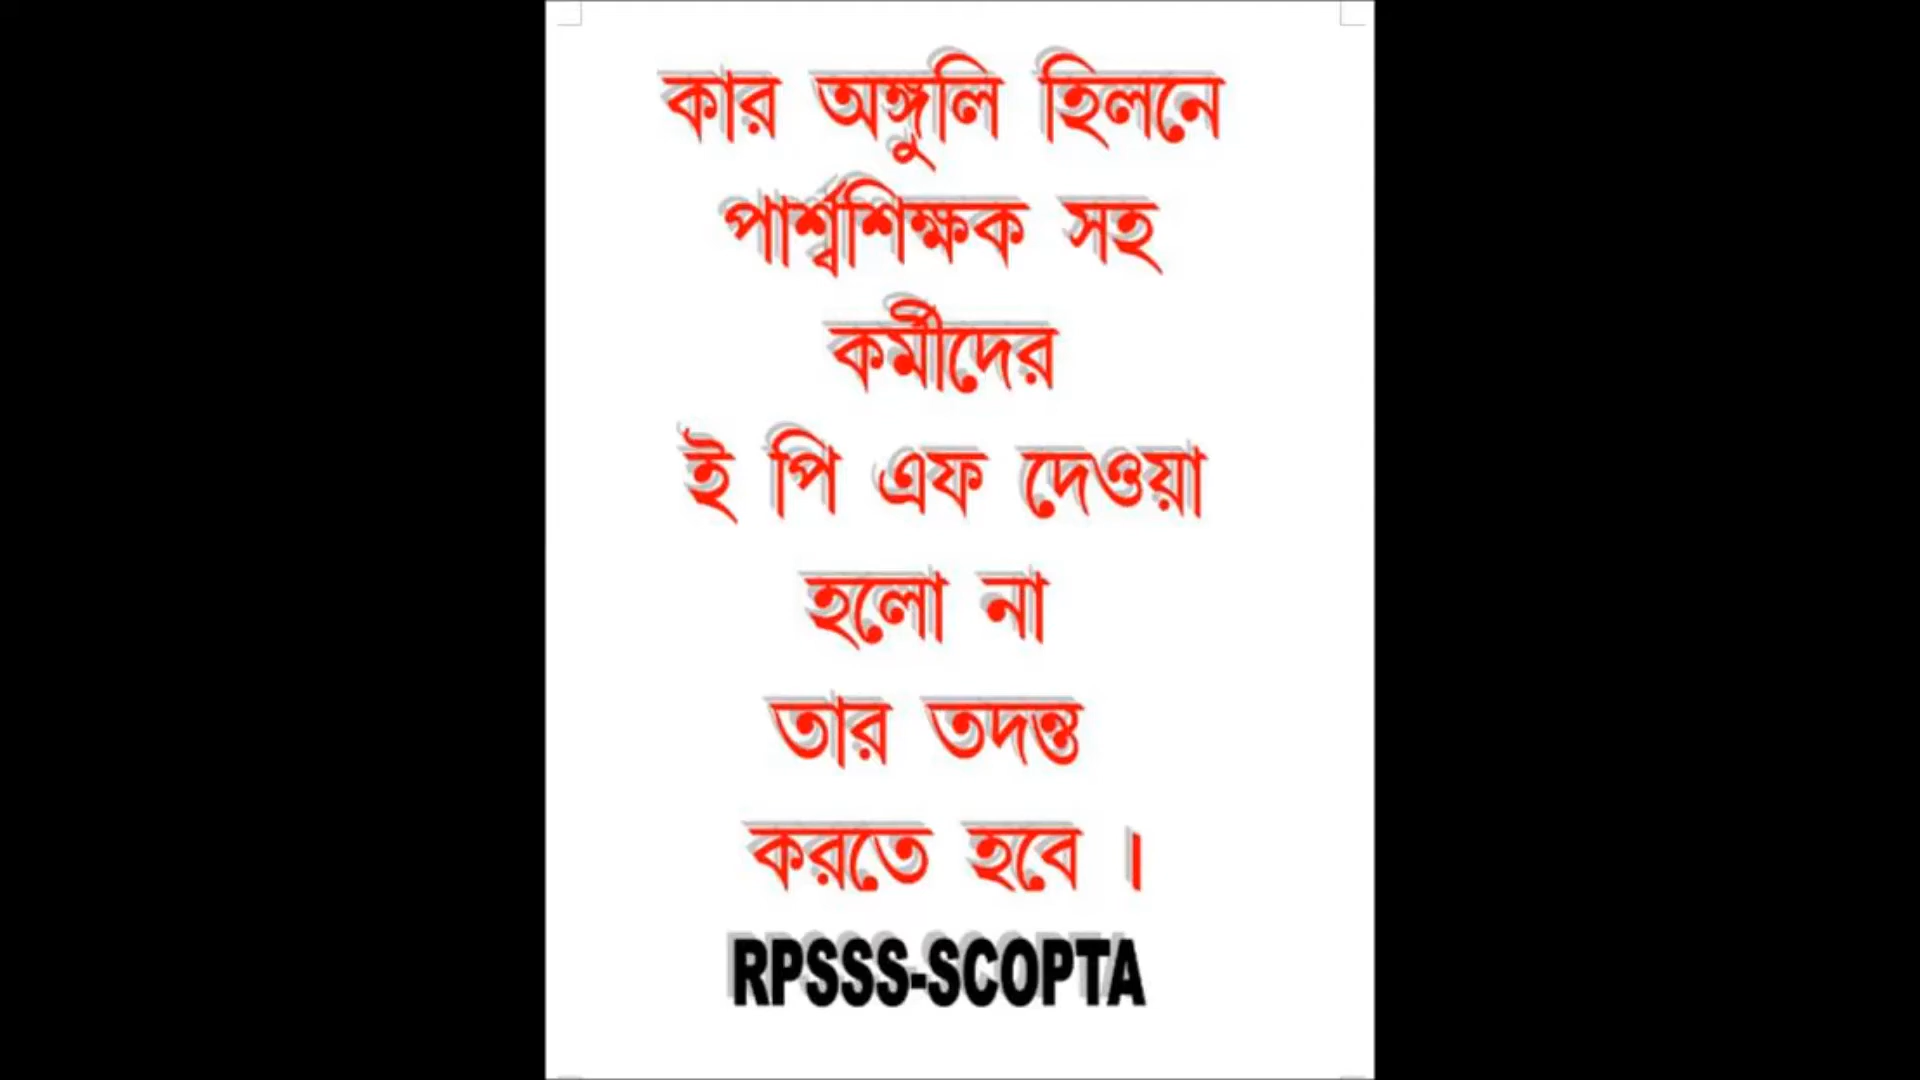 কার অঙ্গুলি হিলনে
পার্শ্বশিক্ষক সহ
কর্মীদের
ই পি এফ দেওয়া
হলো না
তার তদন্ত
করতে হবে ।
RPSSS-SCOPTA